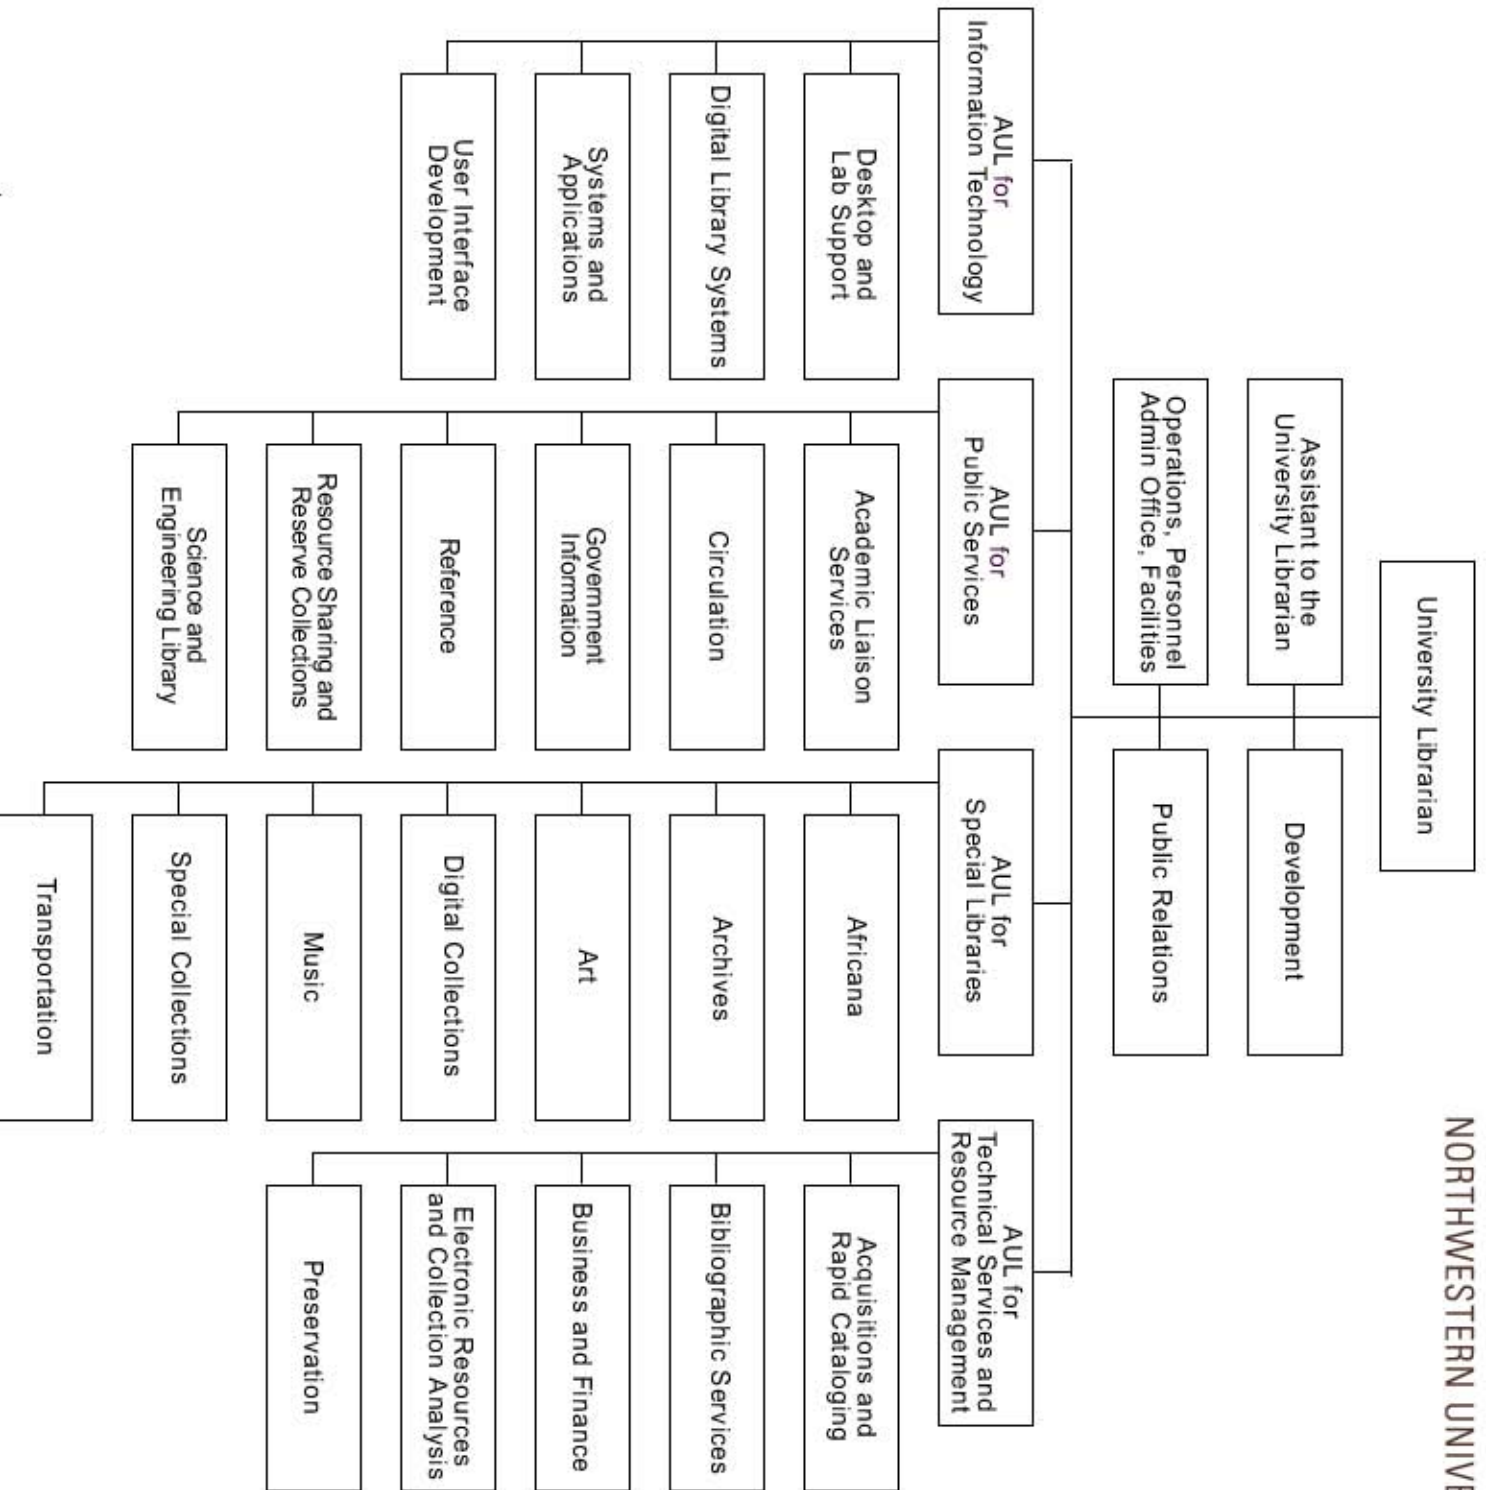 NORTHWESTERN
University Librarian
Assistant to the
University Librarian
Development
Operations, Personnel
Admin Office, Facilities
Public Relations
AUL for
Information Technology
Desktop and
Lab Support
Digital Library Systems
Systems and
Applications
User Interface
Development
AUL for
Public Services
Academic Liaison
Services
Circulation
Government
Information
Reference
Resource Sharing and
Reserve Collections
Science and
Engineering Library
AUL for
Special Libraries
Africana
Archives
Art
Digital Collections
Music
Special Collections
Transportation
AUL for
Technical Services and
Resource Management
Acquisitions and
Rapid Cataloging
Bibliographic Services
Business and Finance
Electronic Resources
and Collection Analysis
Preservation